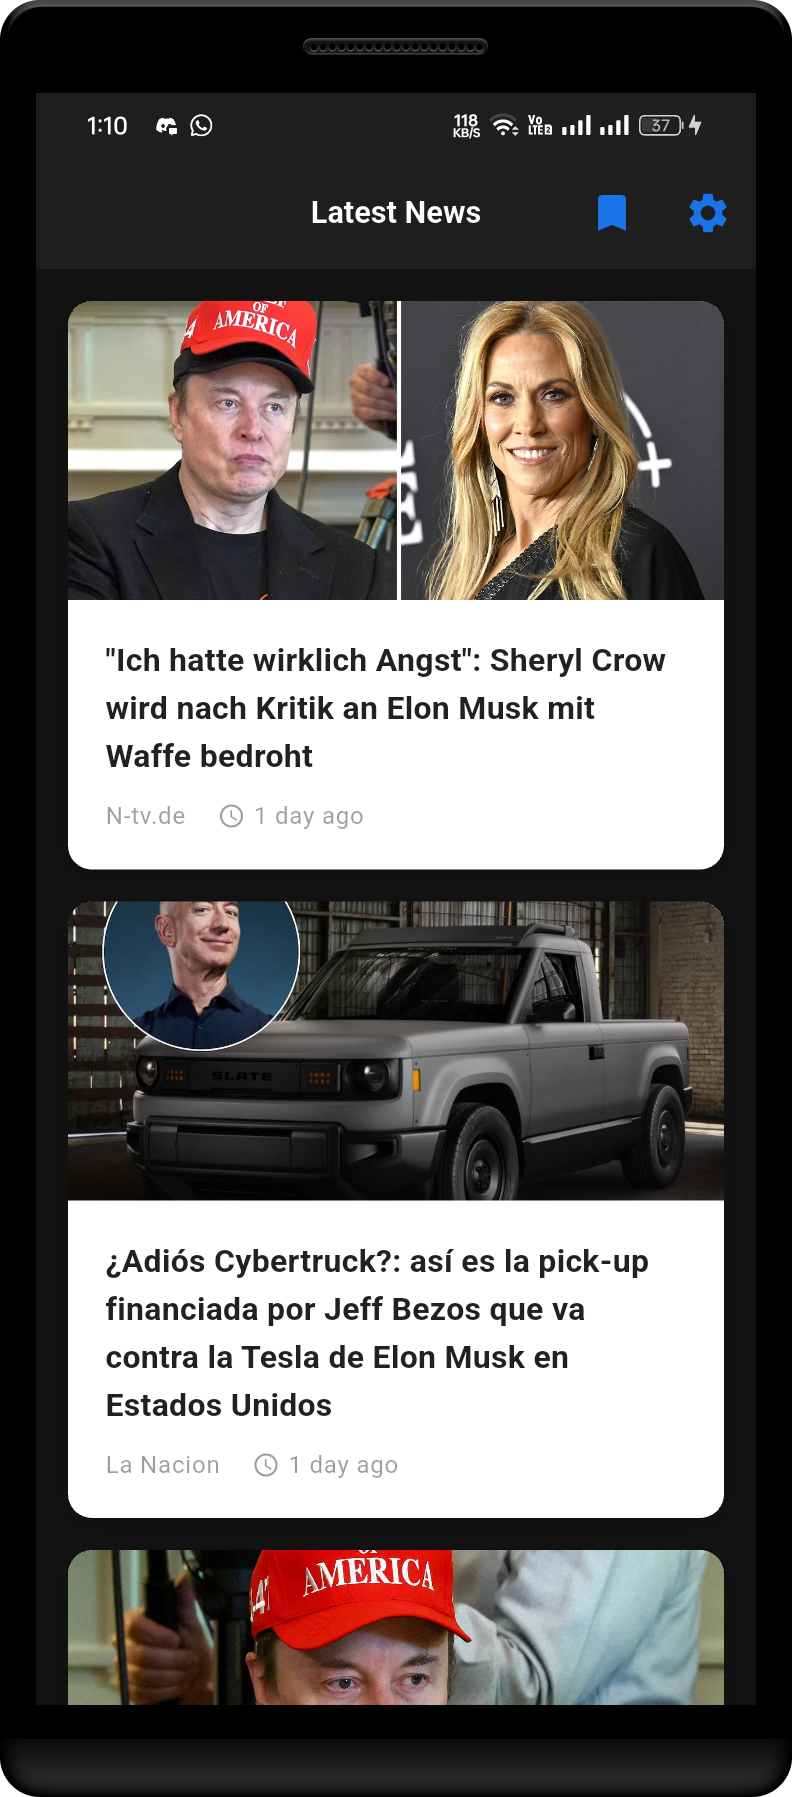 1:10
118
KB/S
Vo
LTE2
37
Latest News
OF
AMERICA
"Ich hatte wirklich Angst": Sheryl Crow
wird nach Kritik an Elon Musk mit
Waffe bedroht
N-tv.de 1 day ago
SLATE
¿Adiós Cybertruck?: así es la pick-up
financiada por Jeff Bezos que va
contra la Tesla de Elon Musk en
Estados Unidos
La Nacion 1 day ago
AMERICA